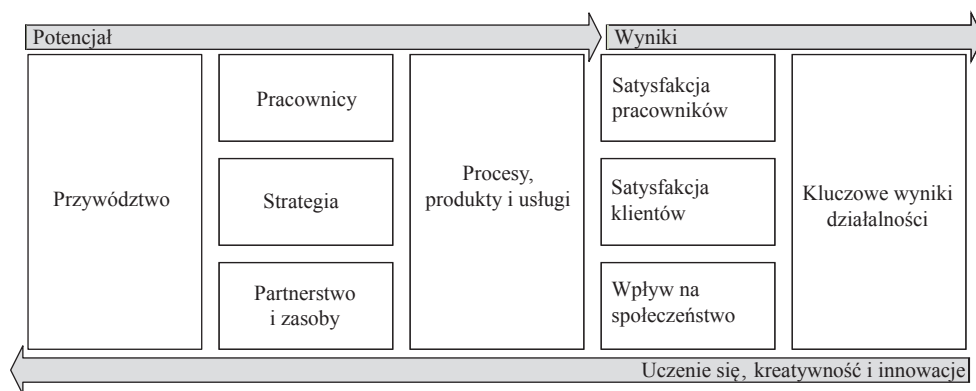 Potencjał
Wyniki
Przywództwo
Pracownicy
Strategia
Partnerstwo
i zasoby
Procesy,
produkty i usługi
Satysfakcja
pracowników
Satysfakcja
klientów
Wpływ na
społeczeństwo
Kluczowe wyniki
działalności
Uczenie się, kreatywność i innowacje